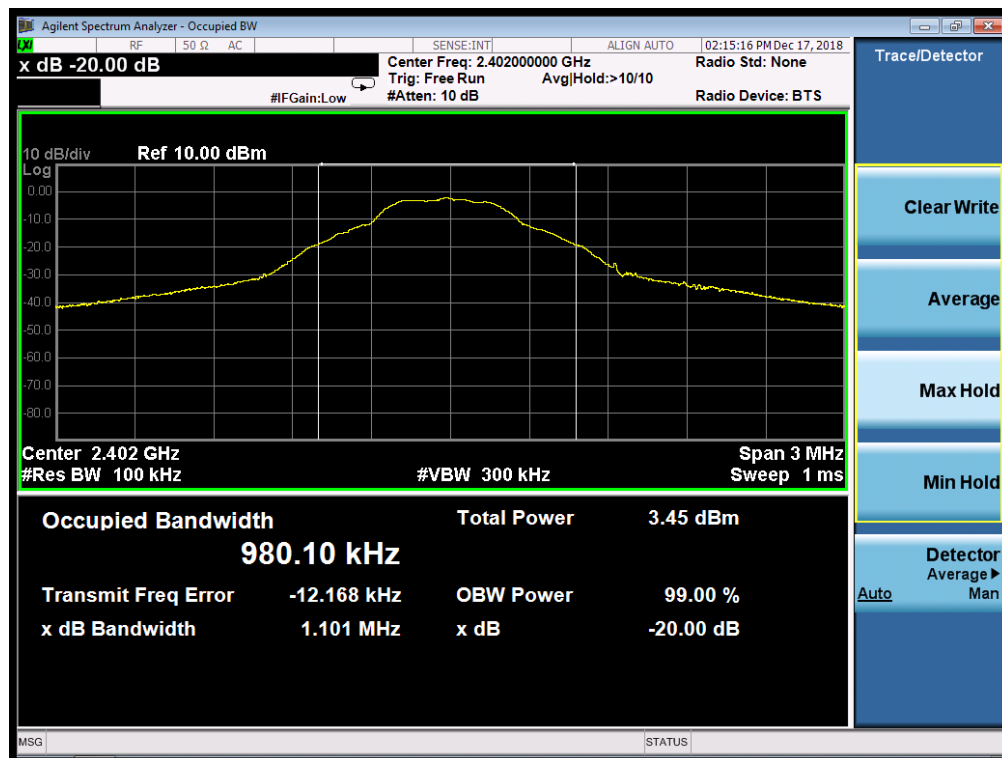 Agilent Spectrum Analyzer - Occupied BW
LXI RF 50 Ω AC SENSE:INT ALIGN AUTO 02:15:16 PM Dec 17, 2018
x dB -20.00 dB
Center Freq: 2.402000000 GHz Radio Std: None
Trig: Free Run Avg|Hold:>10/10
#IFGain:Low #Atten: 10 dB Radio Device: BTS
10 dB/div Ref 10.00 dBm
Log
0.00
-10.0
-20.0
-30.0
-40.0
-50.0
-60.0
-70.0
-80.0
Center 2.402 GHz Span 3 MHz
#Res BW 100 kHz #VBW 300 kHz Sweep 1 ms
Occupied Bandwidth Total Power 3.45 dBm
980.10 kHz
Transmit Freq Error -12.168 kHz OBW Power 99.00 %
x dB Bandwidth 1.101 MHz x dB -20.00 dB
MSG STATUS
Trace/Detector
Clear Write
Average
Max Hold
Min Hold
Detector
Average▶
Auto Man